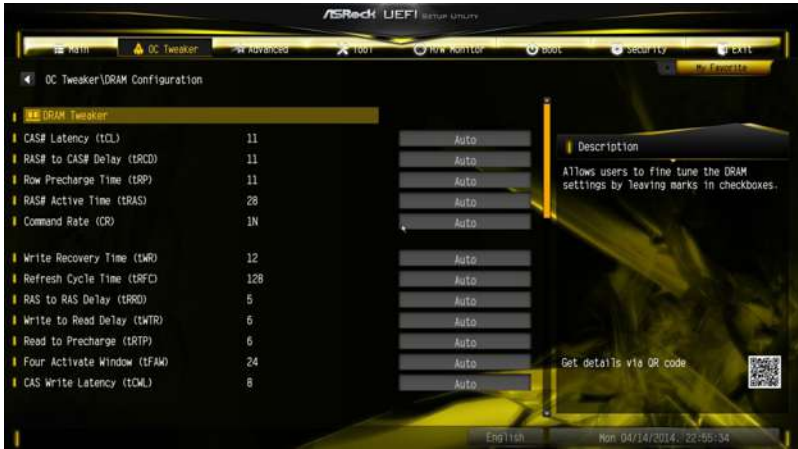 ASRock UEFI SETUP UTILITY
Main OC Tweaker Advanced Tool H/W Monitor Boot Security Exit
My Favorite
OC Tweaker\DRAM Configuration
DRAM Tweaker
CAS# Latency (tCL) 11 Auto
RAS# to CAS# Delay (tRCD) 11 Auto
Row Precharge Time (tRP) 11 Auto
RAS# Active Time (tRAS) 28 Auto
Command Rate (CR) 1N Auto
Write Recovery Time (tWR) 12 Auto
Refresh Cycle Time (tRFC) 128 Auto
RAS to RAS Delay (tRRD) 5 Auto
Write to Read Delay (tWTR) 6 Auto
Read to Precharge (tRTP) 6 Auto
Four Activate Window (tFAW) 24 Auto
CAS Write Latency (tCWL) 8 Auto
Description
Allows users to fine tune the DRAM
settings by leaving marks in checkboxes.
Get details via QR code
English Mon 04/14/2014. 22:55:34